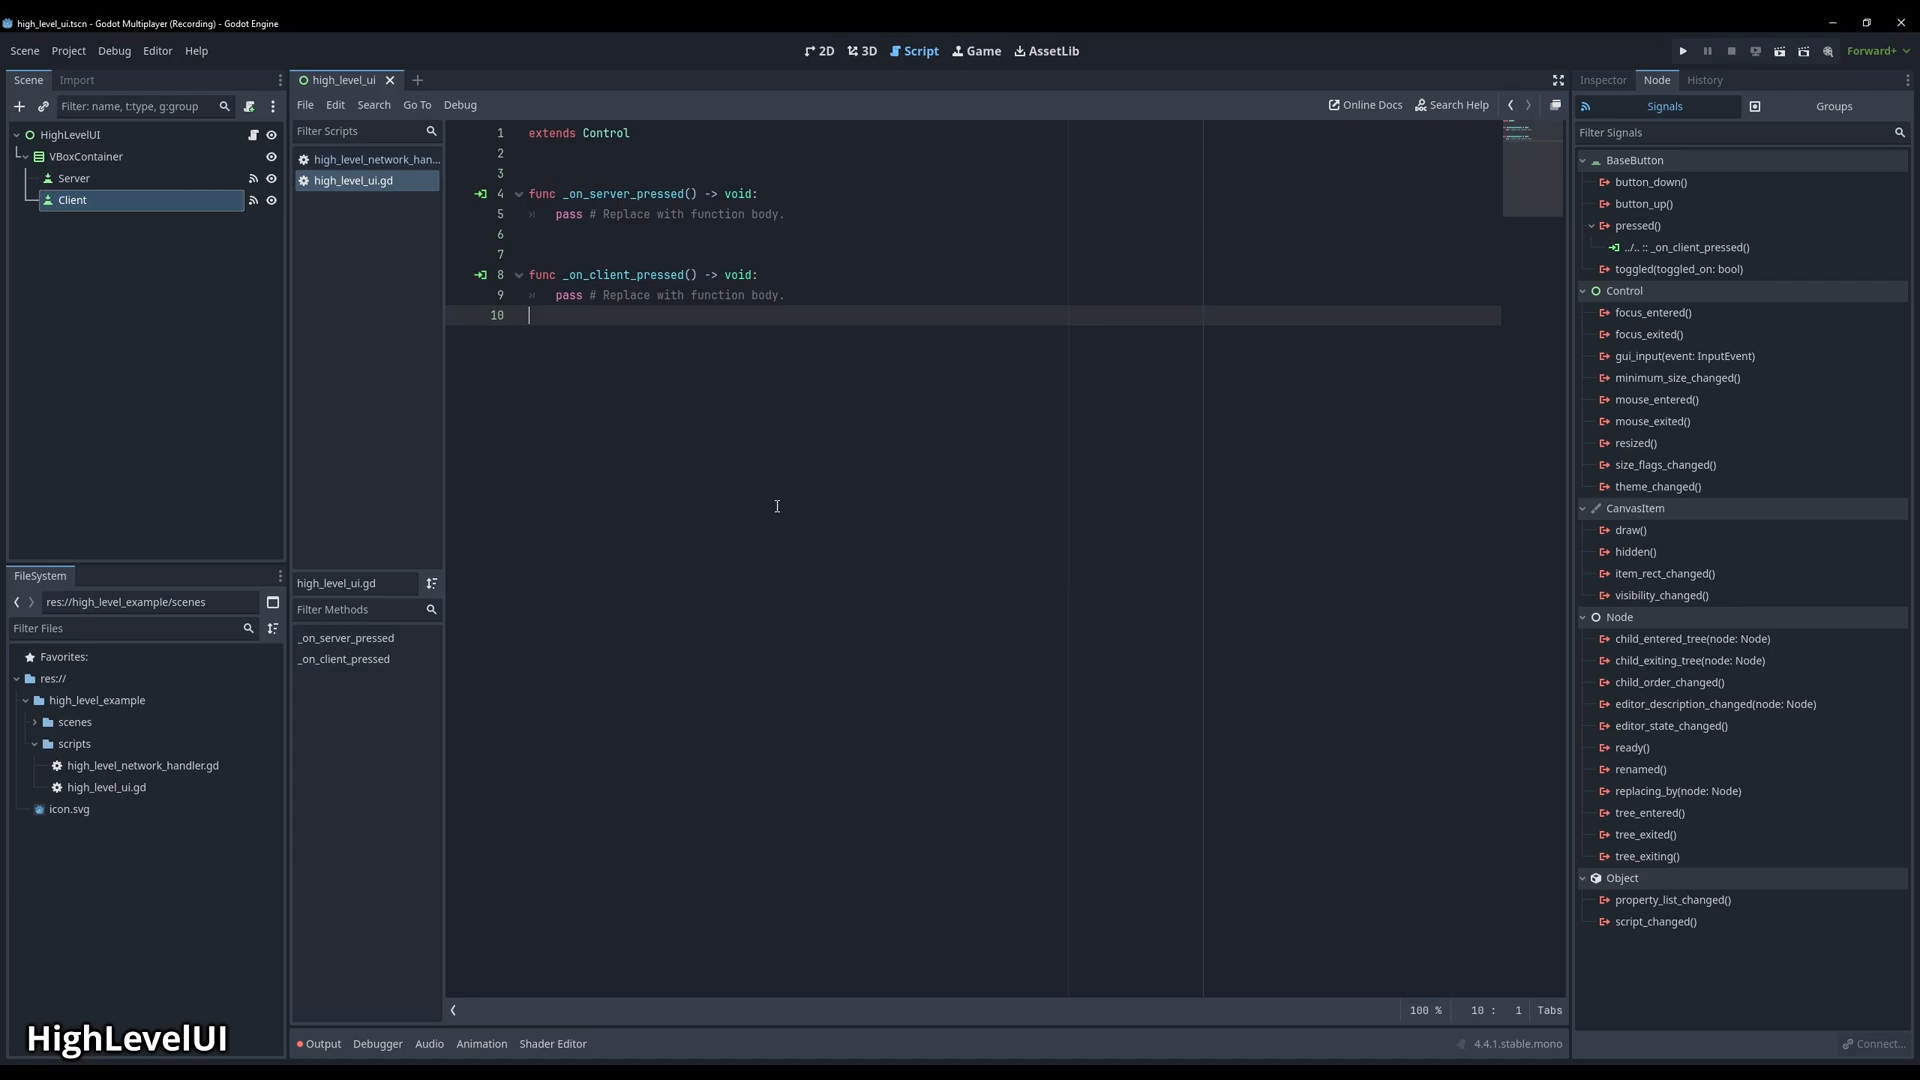 high_level_ui.tscn - Godot Multiplayer (Recording) - Godot Engine
Scene Project Debug Editor Help
2D 3D Script Game AssetLib
Forward+
Scene Import
Filter: name, t:type, g:group
HighLevelUI
VBoxContainer
Server
Client
FileSystem
res://high_level_example/scenes
Filter Files
Favorites:
res://
high_level_example
scenes
scripts
high_level_network_handler.gd
high_level_ui.gd
icon.svg
HighLevelUI
high_level_ui
File Edit Search Go To Debug
Online Docs Search Help
Filter Scripts
high_level_network_han...
high_level_ui.gd
high_level_ui.gd
Filter Methods
_on_server_pressed
_on_client_pressed
1 extends Control
2
3
4 func _on_server_pressed() -> void:
5 pass # Replace with function body.
6
7
8 func _on_client_pressed() -> void:
9 pass # Replace with function body.
10
100 % 10 : 1 Tabs
Output Debugger Audio Animation Shader Editor
4.4.1.stable.mono
Inspector Node History
Signals Groups
Filter Signals
BaseButton
button_down()
button_up()
pressed()
../.. :: _on_client_pressed()
toggled(toggled_on: bool)
Control
focus_entered()
focus_exited()
gui_input(event: InputEvent)
minimum_size_changed()
mouse_entered()
mouse_exited()
resized()
size_flags_changed()
theme_changed()
CanvasItem
draw()
hidden()
item_rect_changed()
visibility_changed()
Node
child_entered_tree(node: Node)
child_exiting_tree(node: Node)
child_order_changed()
editor_description_changed(node: Node)
editor_state_changed()
ready()
renamed()
replacing_by(node: Node)
tree_entered()
tree_exited()
tree_exiting()
Object
property_list_changed()
script_changed()
Connect...